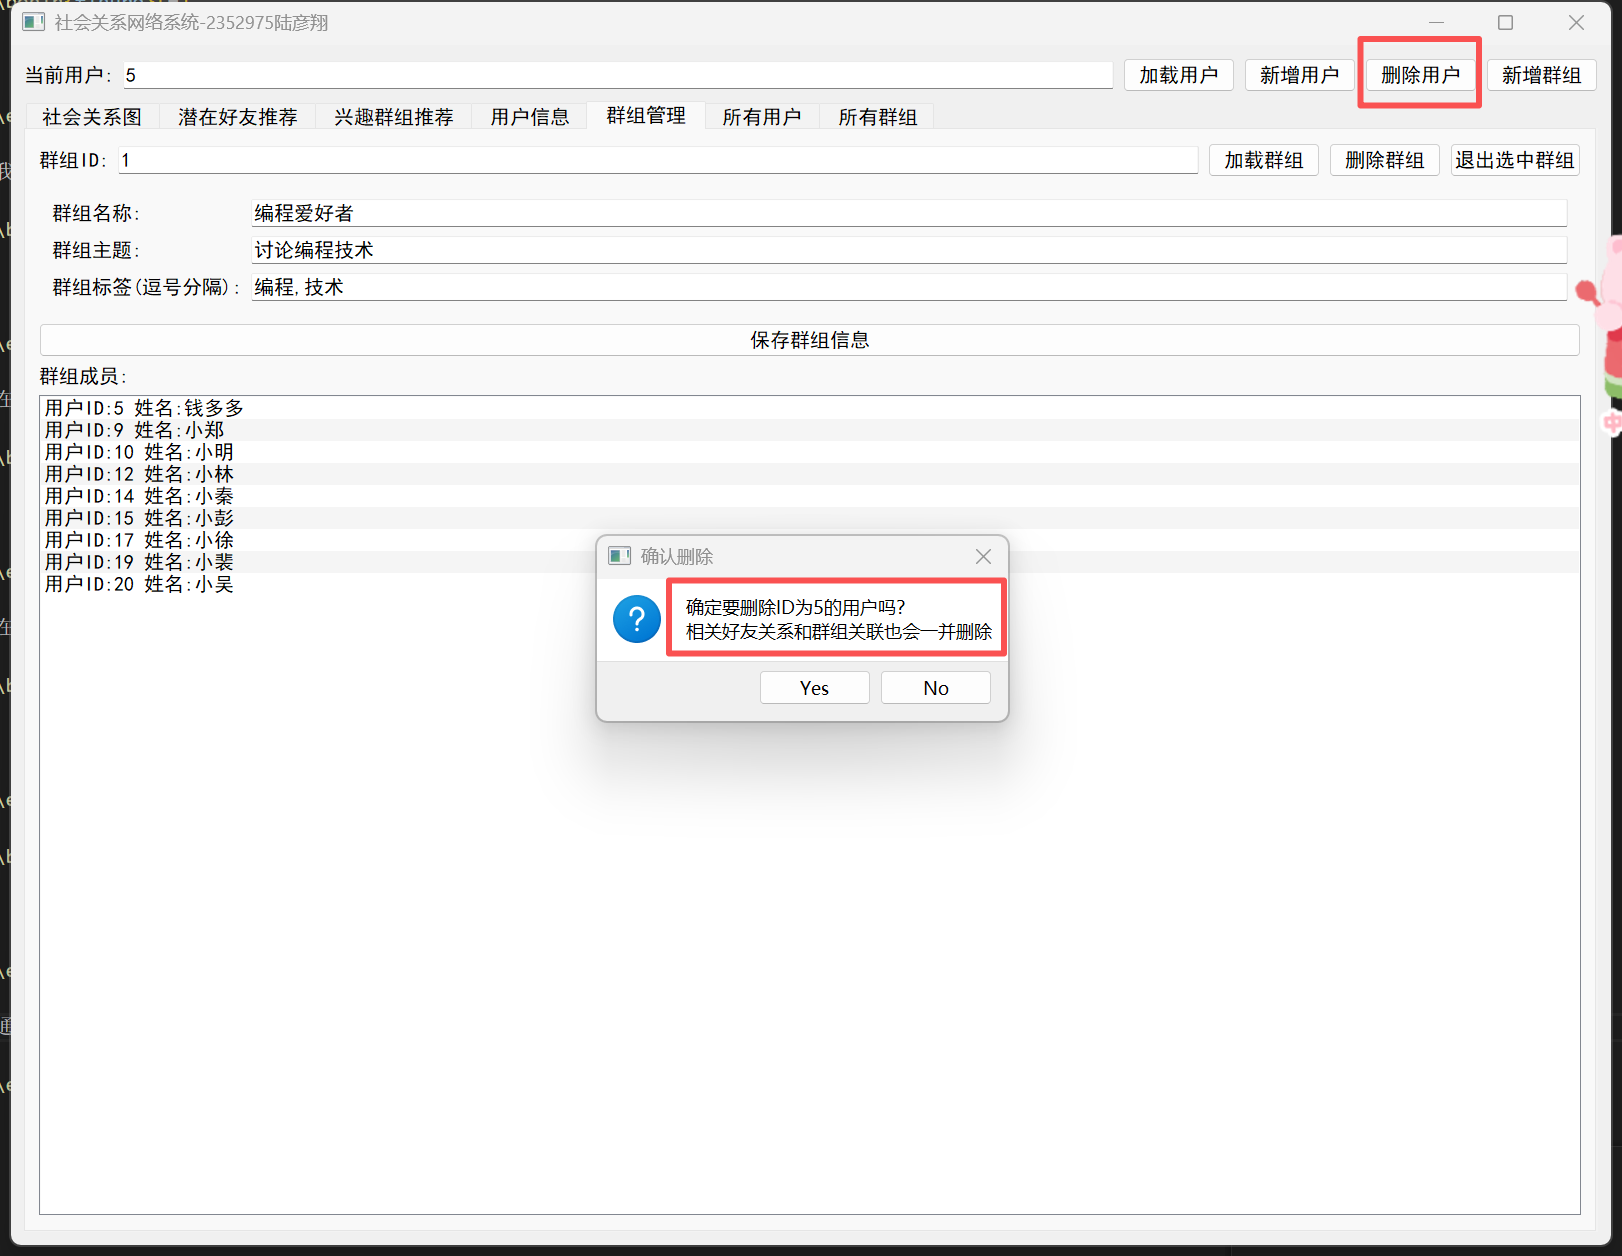 社会关系网络系统-2352975陆彦翔
当前用户: 5 加载用户 新增用户 删除用户 新增群组
社会关系图 潜在好友推荐 兴趣群组推荐 用户信息 群组管理 所有用户 所有群组
群组ID: 1 加载群组 删除群组 退出选中群组
群组名称: 编程爱好者
群组主题: 讨论编程技术
群组标签(逗号分隔): 编程,技术
保存群组信息
群组成员:
用户ID:5 姓名:钱多多
用户ID:9 姓名:小郑
用户ID:10 姓名:小明
用户ID:12 姓名:小林
用户ID:14 姓名:小秦
用户ID:15 姓名:小彭
用户ID:17 姓名:小徐
用户ID:19 姓名:小裴
用户ID:20 姓名:小吴
确认删除
?
确定要删除ID为5的用户吗?
相关好友关系和群组关联也会一并删除
Yes No
中